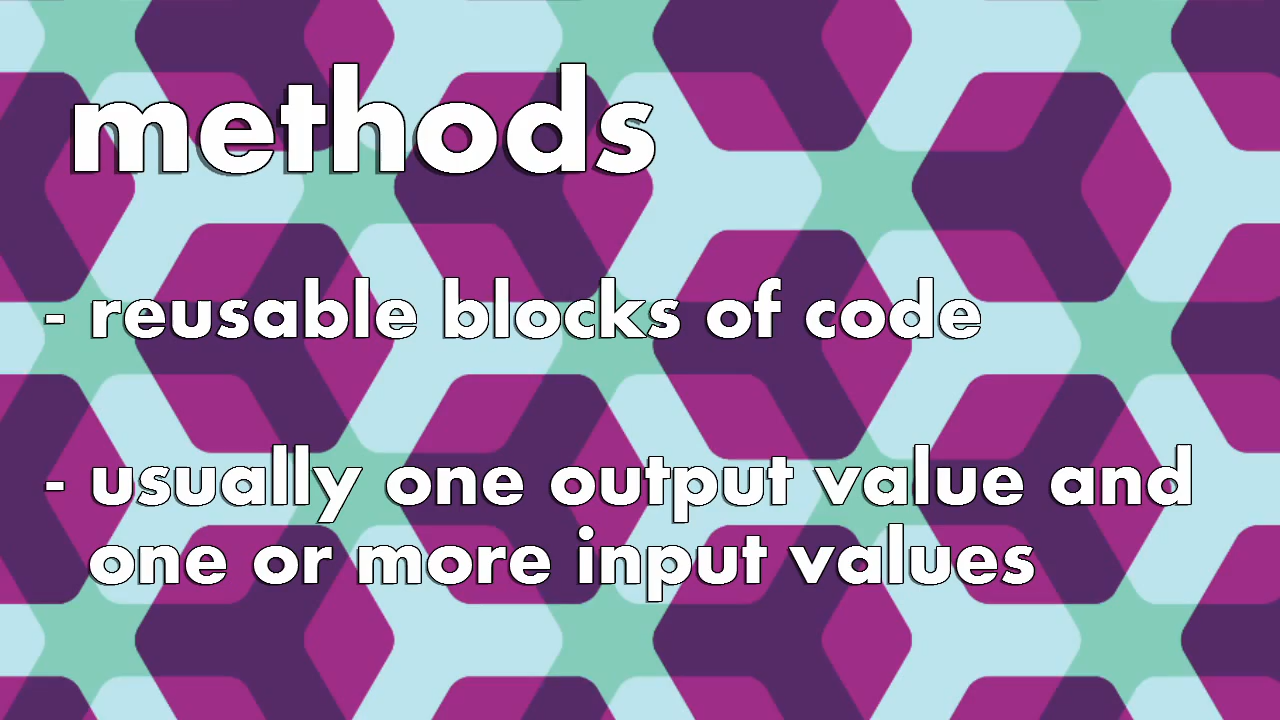 methods
- reusable blocks of code
- usually one output value and
one or more input values